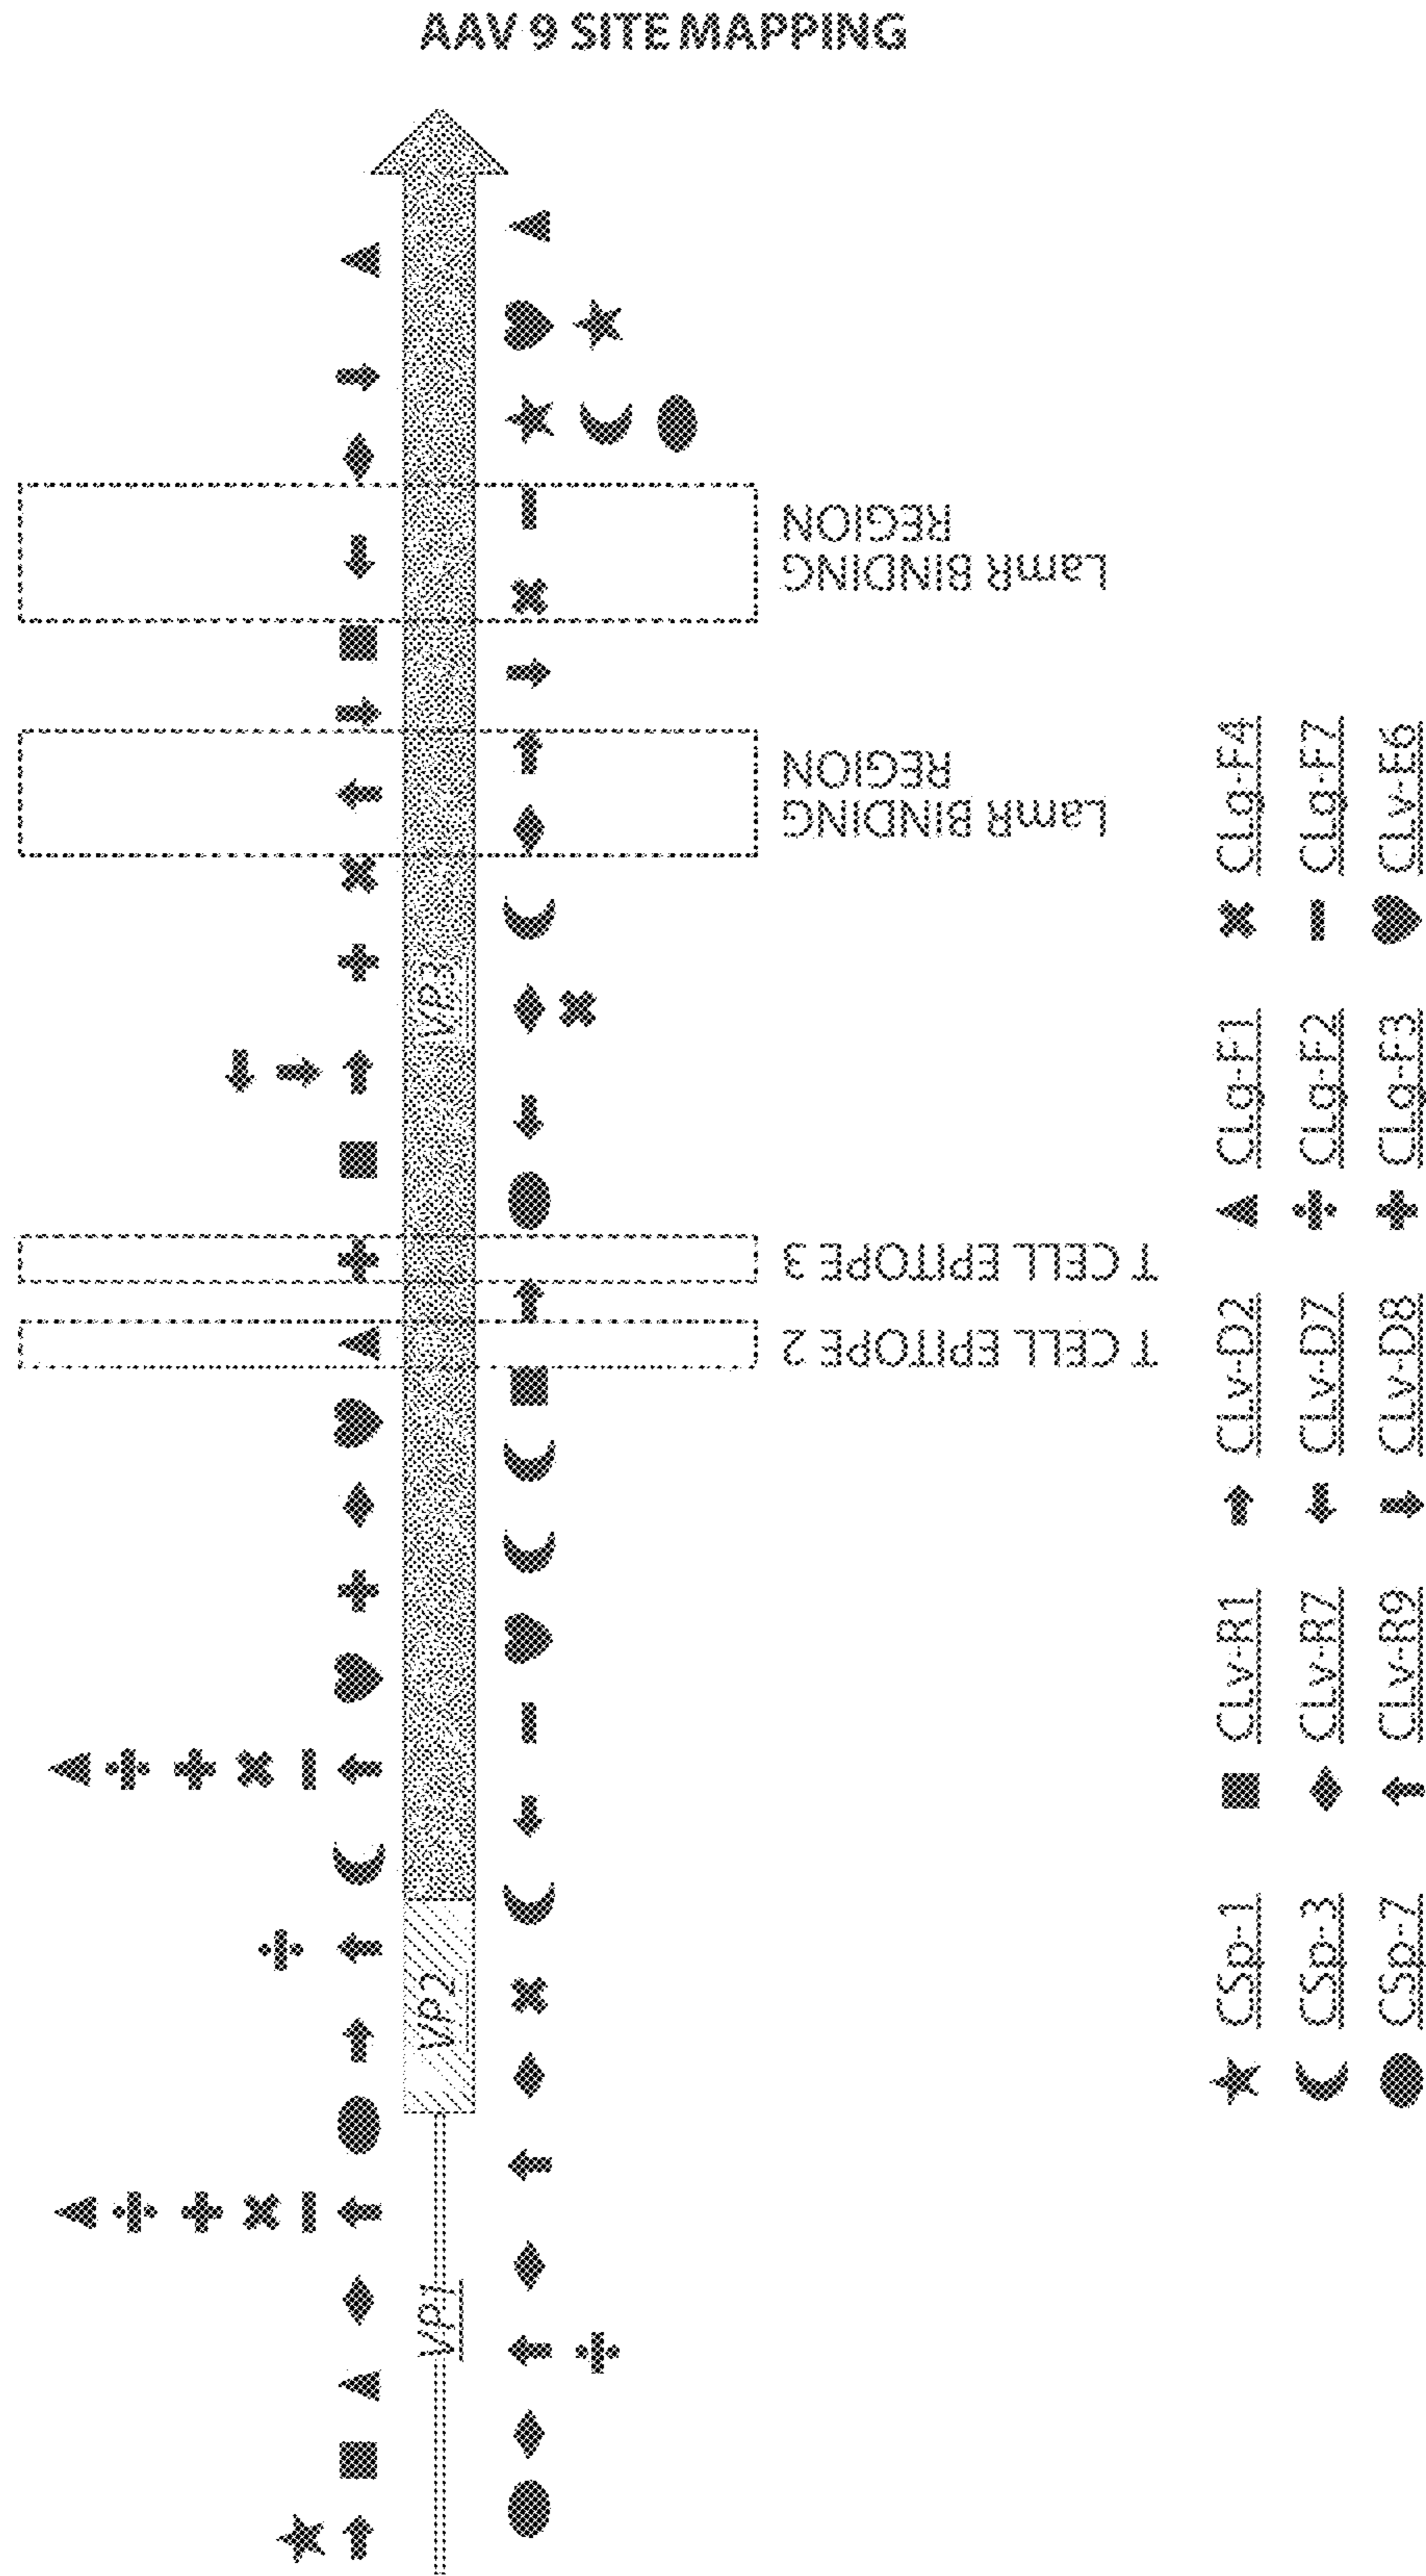 AAV 9 SITE MAPPING
VP1
VP2
VP3
T CELL EPITOPE 2
T CELL EPITOPE 3
LamR BINDING
REGION
LamR BINDING
REGION
CSp-1
CSp-3
CSp-7
CLv-R1
CLv-R7
CLv-R9
CLv-D2
CLv-D7
CLv-D8
CLg-F1
CLg-F2
CLg-F3
CLg-F4
CLg-F7
CLv-E6